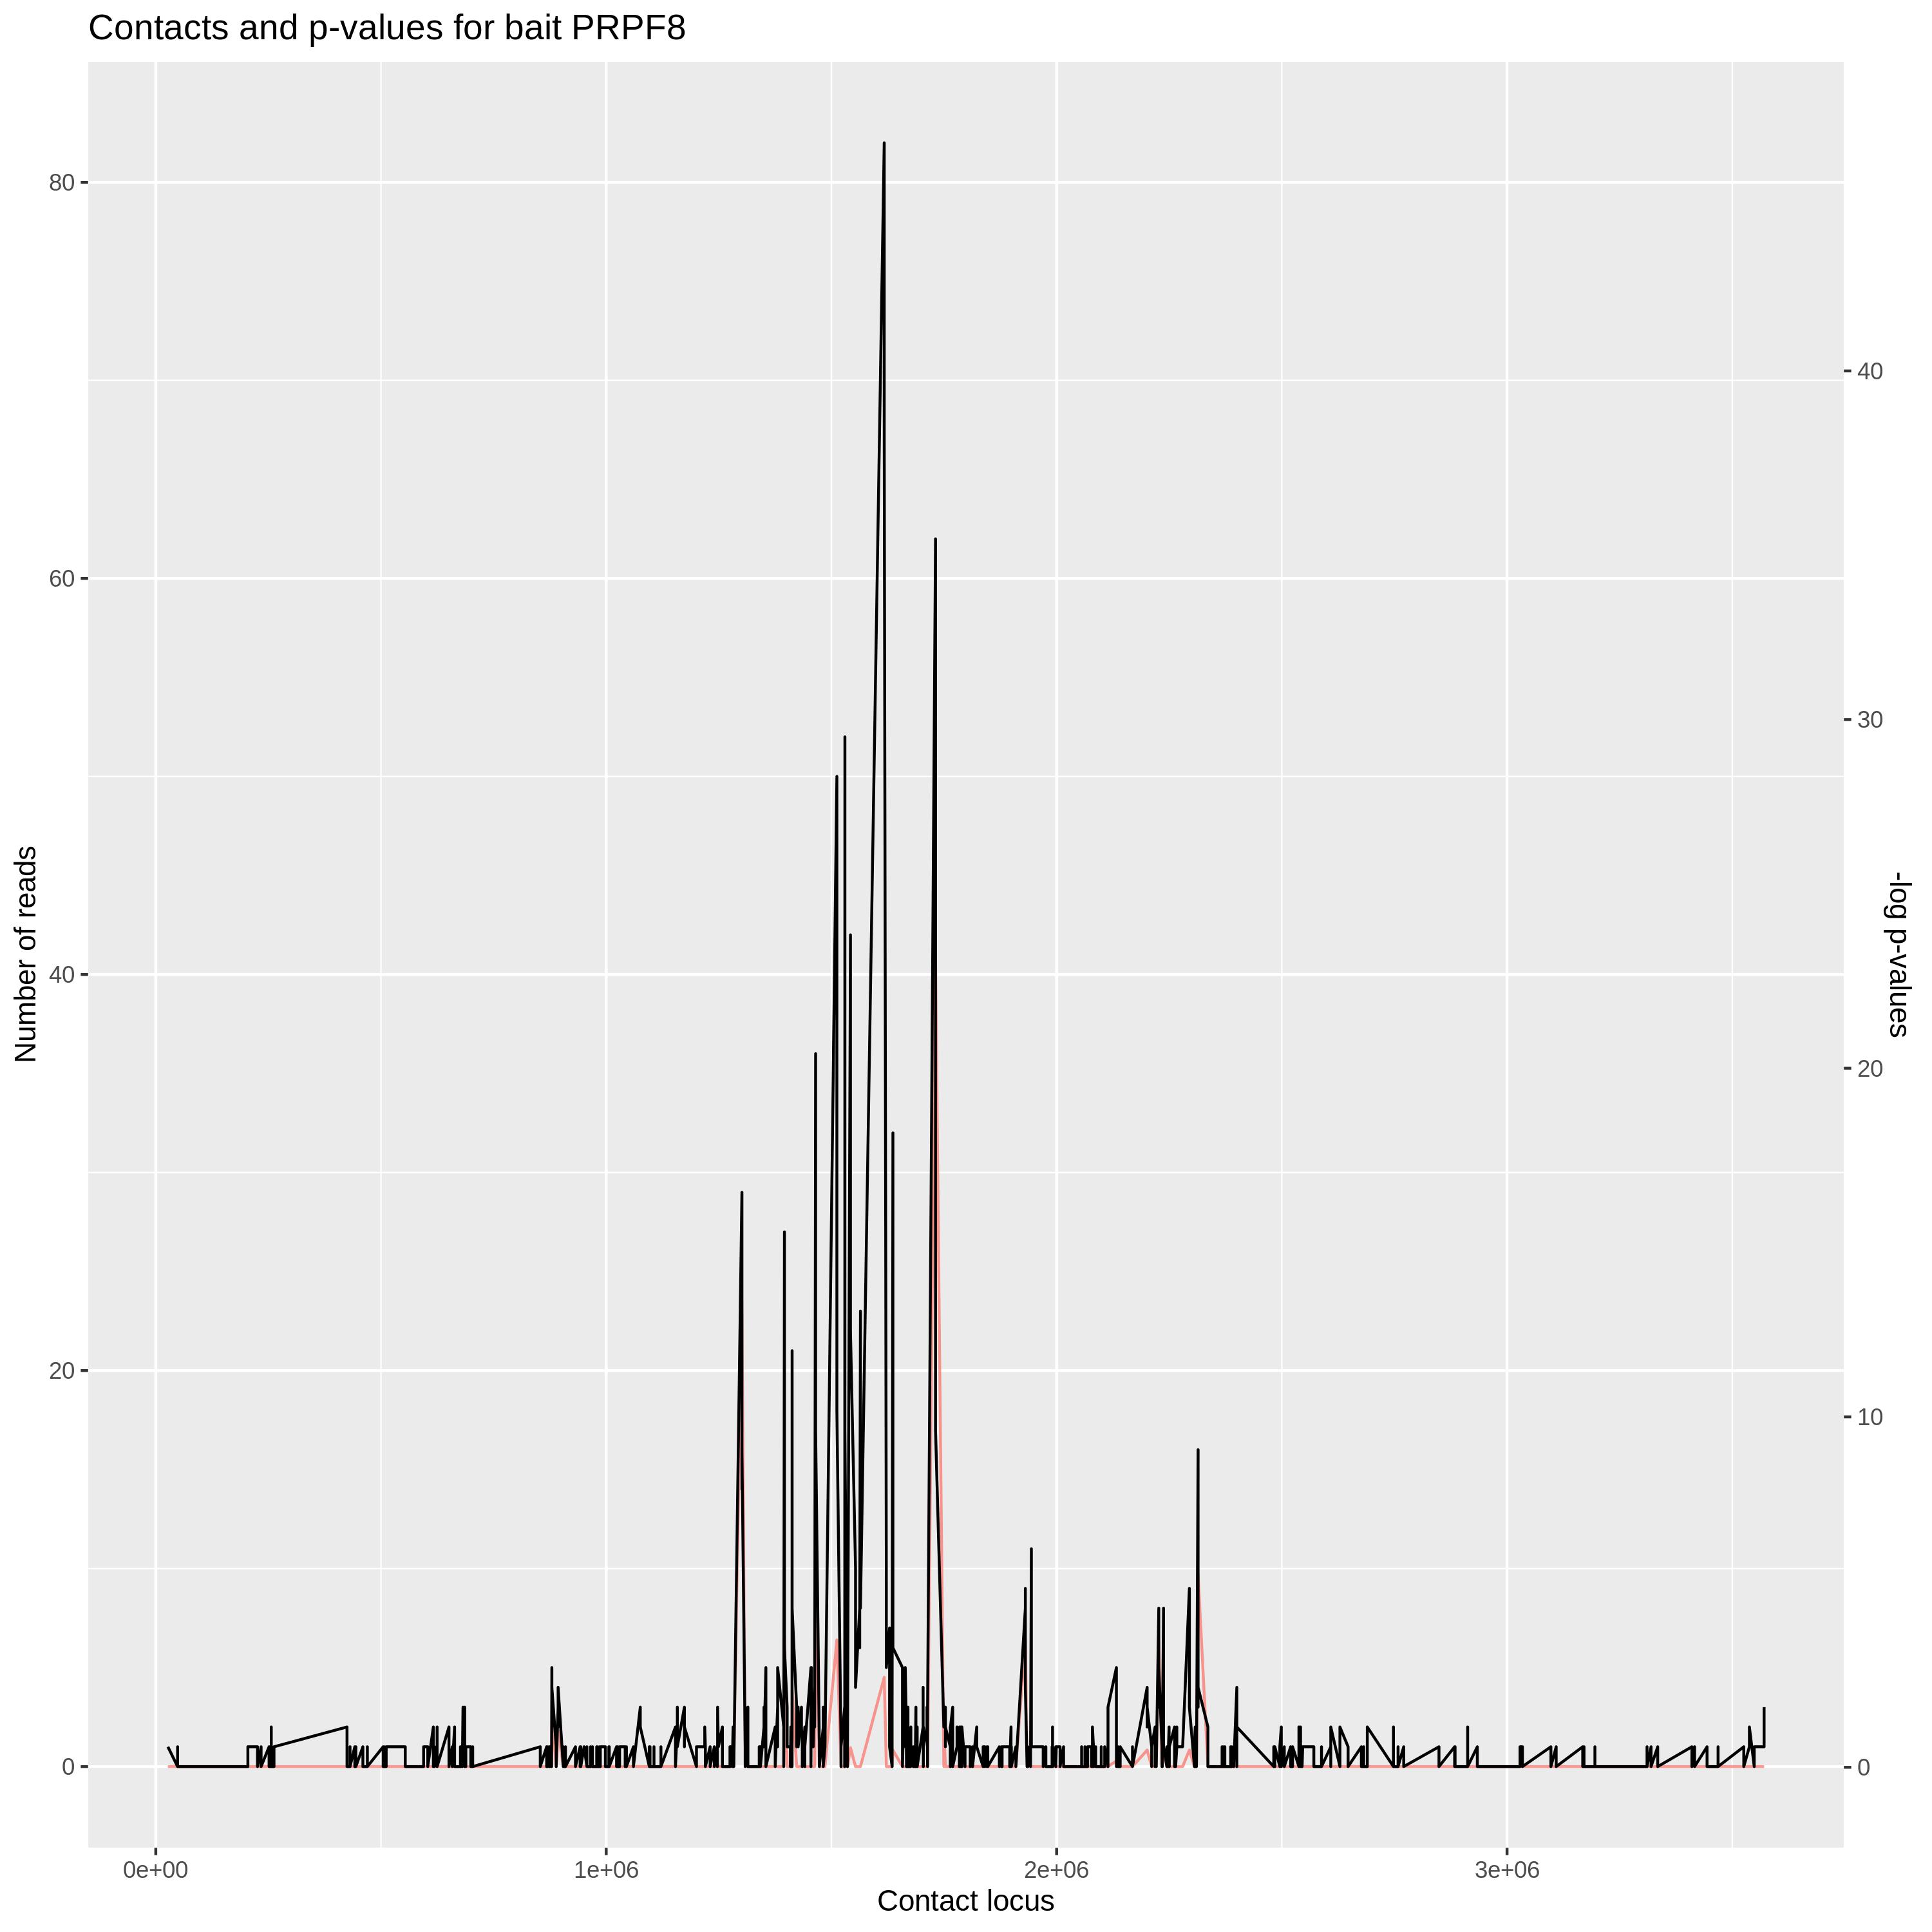 Contacts and p-values for bait PRPF8
80
60
40
20
0
Number of reads
40
30
20
10
0
-log p-values
0e+00
1e+06
2e+06
3e+06
Contact locus